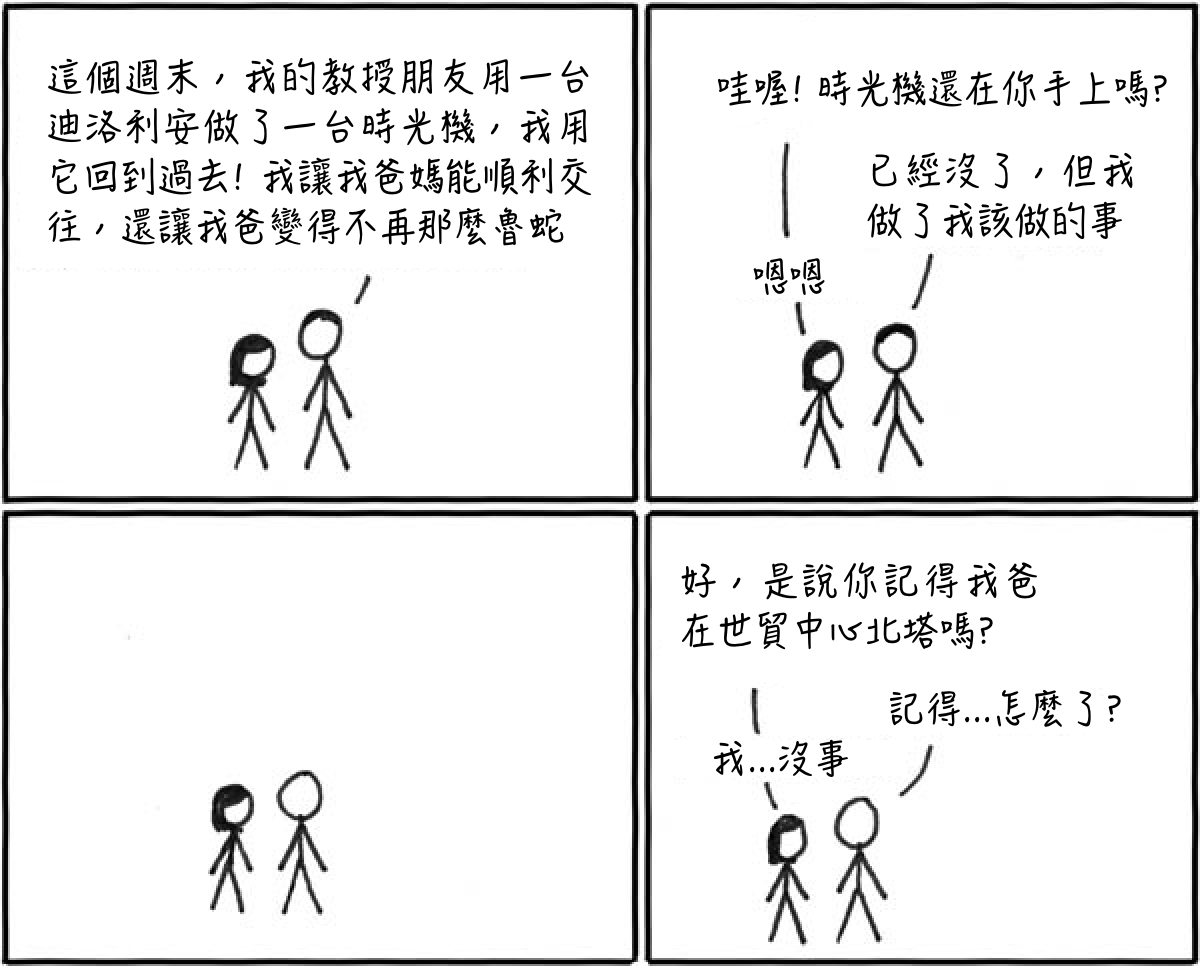 這個週末，我的教授朋友用一台
迪洛利安做了一台時光機，我用
它回到過去! 我讓我爸媽能順利交
往，還讓我爸變得不再那麼魯蛇
哇喔! 時光機還在你手上嗎?
已經沒了，但我
做了我該做的事
嗯嗯
好，是說你記得我爸
在世貿中心北塔嗎?
記得...怎麼了?
我...沒事